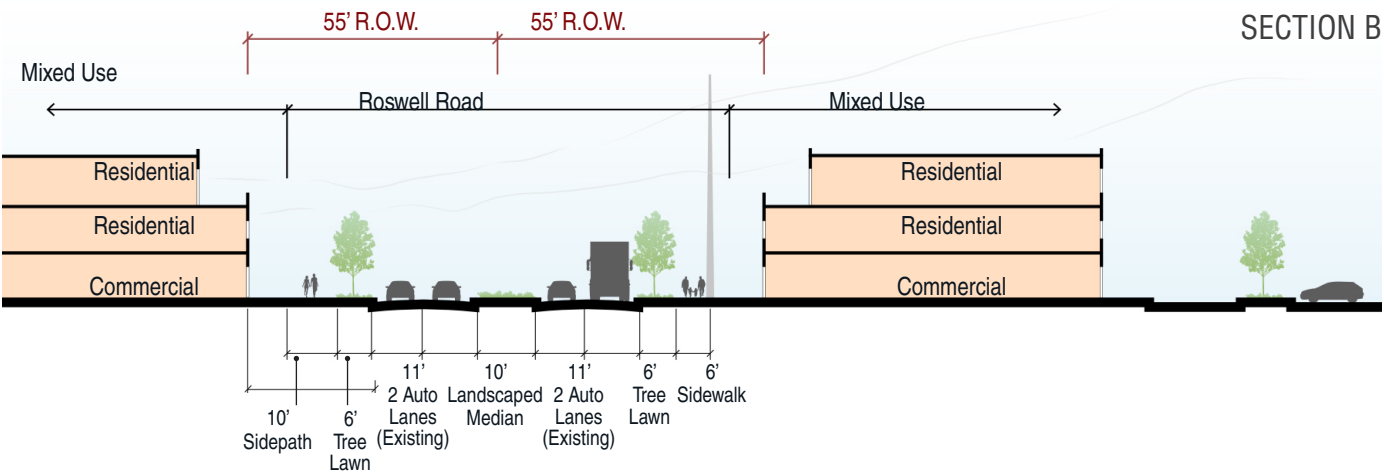 55’ R.O.W.
55’ R.O.W.
SECTION B
Mixed Use
Roswell Road
Mixed Use
Residential
Residential
Residential
Residential
Commercial
Commercial
10’
Sidepath
6’
Tree
Lawn
11’
2 Auto
Lanes
(Existing)
10’
Landscaped
Median
11’
2 Auto
Lanes
(Existing)
6’
Tree
Lawn
6’
Sidewalk